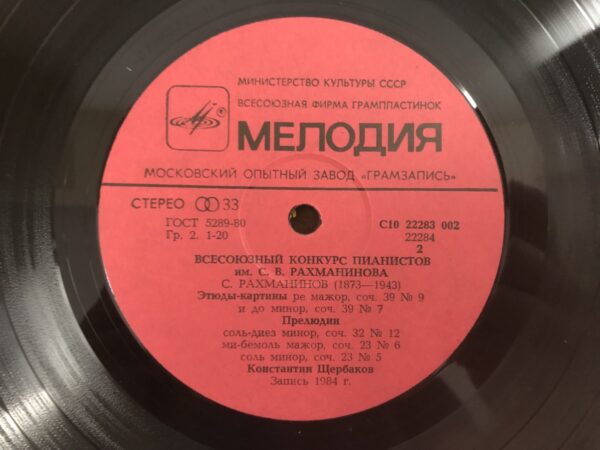 МИНИСТЕРСТВО КУЛЬТУРЫ СССР
ВСЕСОЮЗНАЯ ФИРМА ГРАМПЛАСТИНОК
МЕЛОДИЯ
МОСКОВСКИЙ ОПЫТНЫЙ ЗАВОД «ГРАМЗАПИСЬ»
СТЕРЕО 33
ГОСТ 5289-80
Гр. 2. 1-20
С10 22283 002
22284
2
ВСЕСОЮЗНЫЙ КОНКУРС ПИАНИСТОВ
им. С. В. РАХМАНИНОВА
С. РАХМАНИНОВ (1873—1943)
Этюды-картины ре мажор, соч. 39 № 9
и до минор, соч. 39 № 7
Прелюдии
соль-диез минор, соч. 32 № 12
ми-бемоль мажор, соч. 23 № 6
соль минор, соч. 23 № 5
Константин Щербаков
Запись 1984 г.